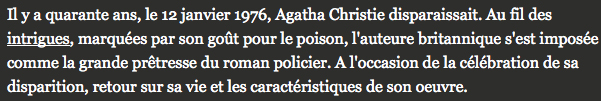 Il y a quarante ans, le 12 janvier 1976, Agatha Christie disparaissait. Au fil des
intrigues, marquées par son goût pour le poison, l'auteure britannique s'est imposée
comme la grande prêtresse du roman policier. A l'occasion de la célébration de sa
disparition, retour sur sa vie et les caractéristiques de son oeuvre.